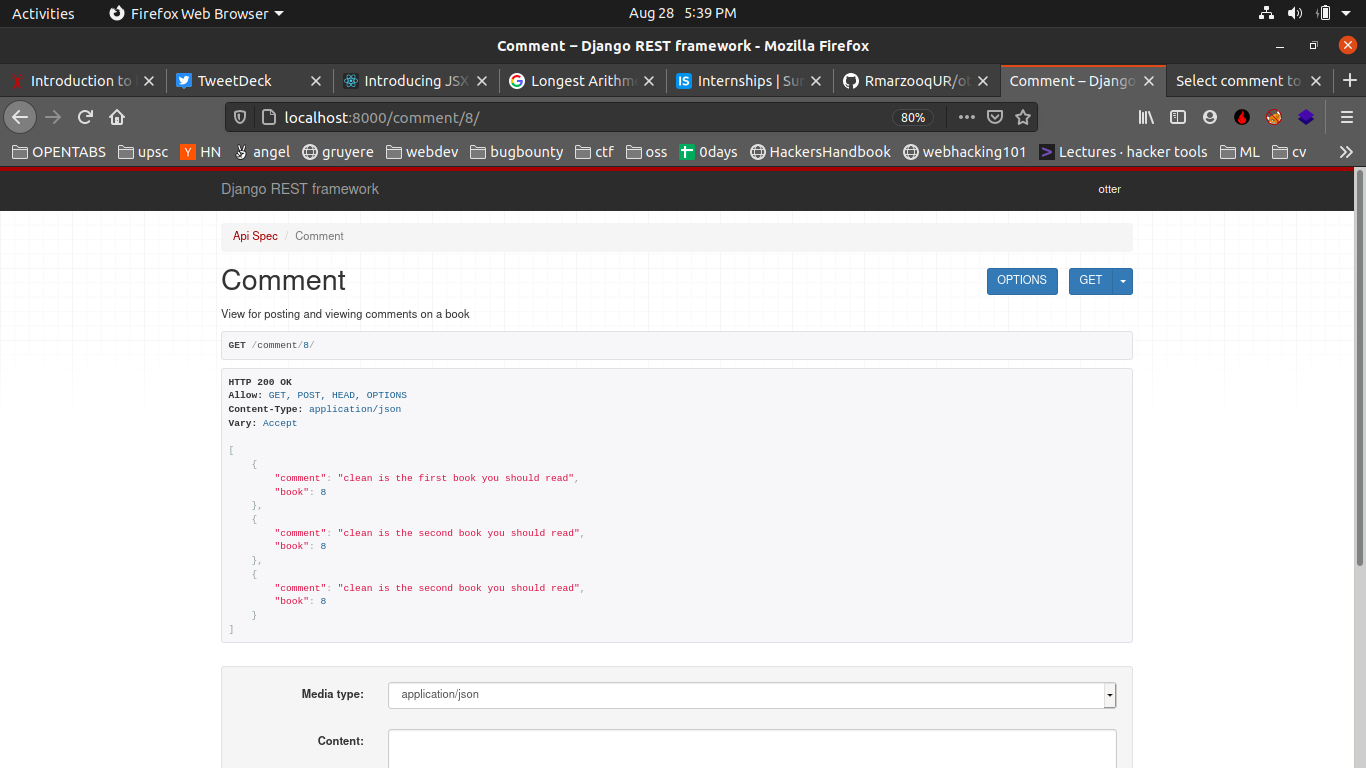 Activities Firefox Web Browser Aug 28 5:39 PM
Comment – Django REST framework - Mozilla Firefox
Introduction to TweetDeck Introducing JSX Longest Arithm Internships | Su RmarzooqUR/o Comment – Django Select comment to
localhost:8000/comment/8/ 80%
OPENTABS upsc HN angel gruyere webdev bugbounty ctf oss 0days HackersHandbook webhacking101 Lectures · hacker tools ML cv
Django REST framework otter
Api Spec / Comment
Comment OPTIONS GET
View for posting and viewing comments on a book
GET /comment/8/
HTTP 200 OK
Allow: GET, POST, HEAD, OPTIONS
Content-Type: application/json
Vary: Accept
[
{
"comment": "clean is the first book you should read",
"book": 8
},
{
"comment": "clean is the second book you should read",
"book": 8
},
{
"comment": "clean is the second book you should read",
"book": 8
}
]
Media type: application/json
Content: